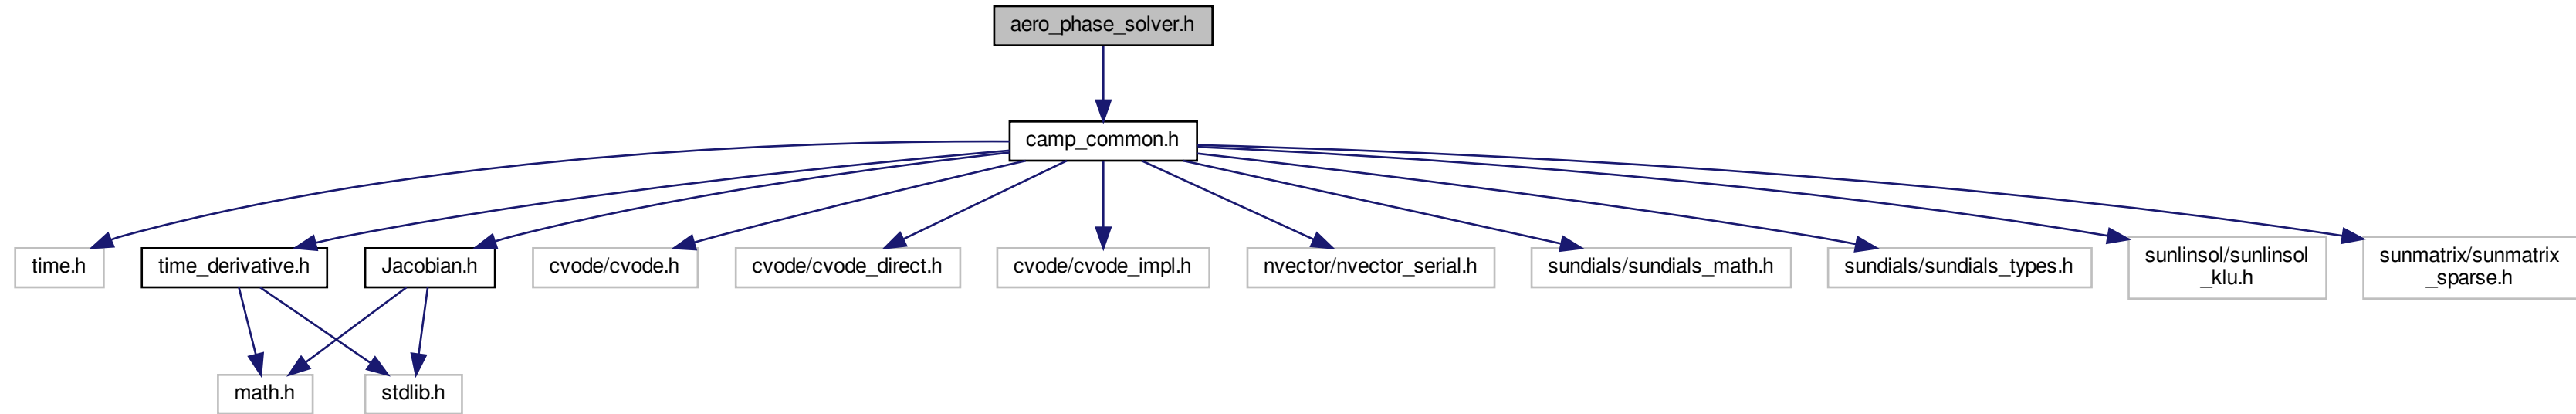 aero_phase_solver.h
camp_common.h
time.h
time_derivative.h
Jacobian.h
cvode/cvode.h
cvode/cvode_direct.h
cvode/cvode_impl.h
nvector/nvector_serial.h
sundials/sundials_math.h
sundials/sundials_types.h
sunlinsol/sunlinsol
_klu.h
sunmatrix/sunmatrix
_sparse.h
math.h
stdlib.h